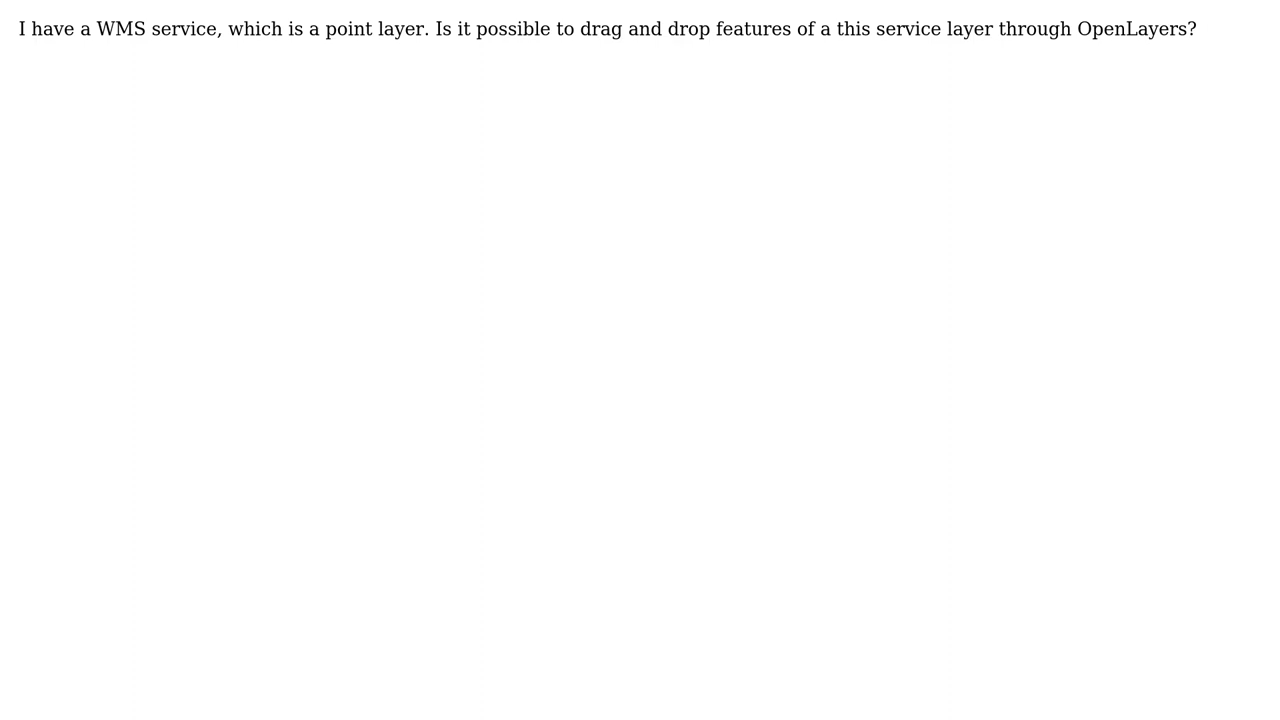 I have a WMS service, which is a point layer. Is it possible to drag and drop features of a this service layer through OpenLayers?